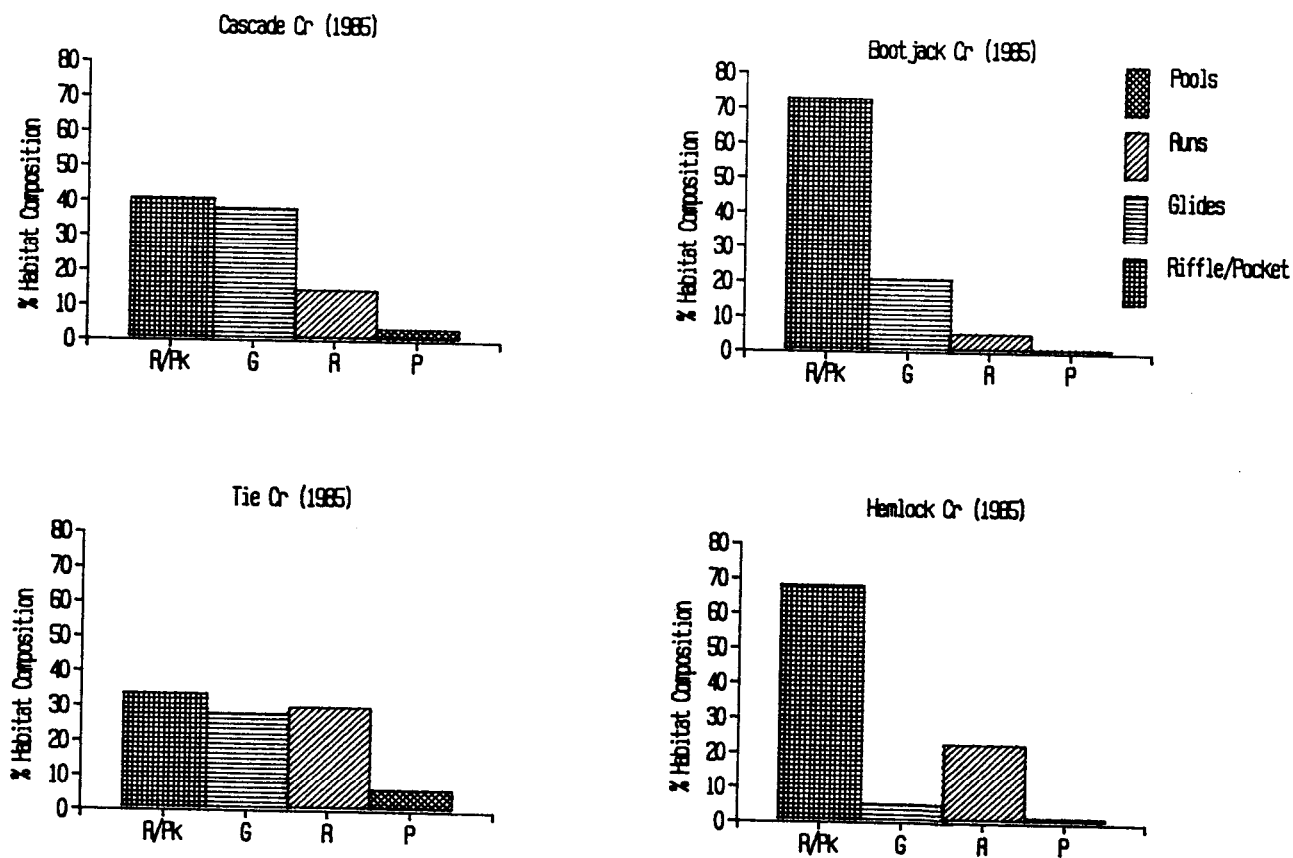 Cascade Cr (1985)
% Habitat Composition
80
70
60
50
40
30
20
10
0
R/Pk G R P
Bootjack Cr (1985)
% Habitat Composition
80
70
60
50
40
30
20
10
0
R/Pk G R P
Pools
Runs
Glides
Riffle/Pocket
Tie Cr (1985)
% Habitat Composition
80
70
60
50
40
30
20
10
0
R/Pk G R P
Hemlock Cr (1985)
% Habitat Composition
80
70
60
50
40
30
20
10
0
R/Pk G R P